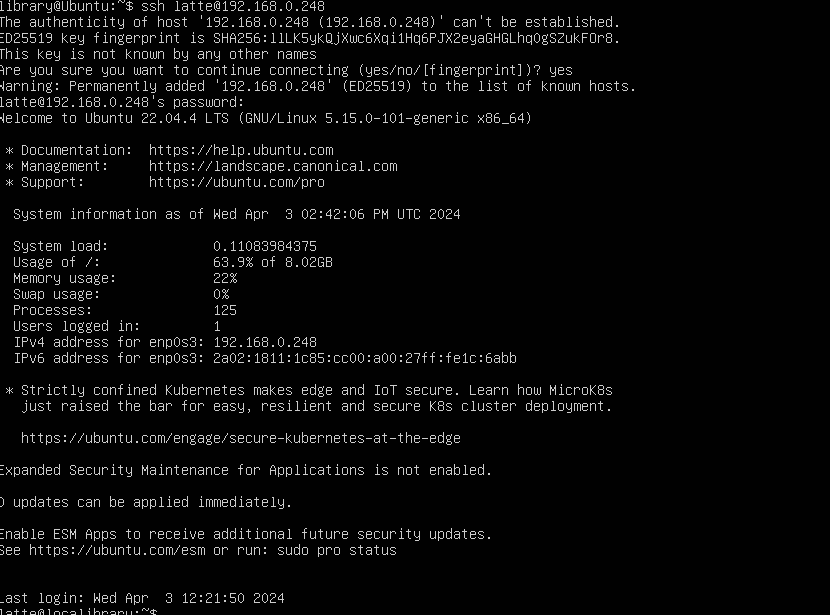 library@Ubuntu:~$ ssh latte@192.168.0.248
The authenticity of host '192.168.0.248 (192.168.0.248)' can't be established.
ED25519 key fingerprint is SHA256:llLK5ykQjXwc6Xqi1Hq6PJX2eyaGHGLhq0gSZukFOr8.
This key is not known by any other names
Are you sure you want to continue connecting (yes/no/[fingerprint])? yes
Warning: Permanently added '192.168.0.248' (ED25519) to the list of known hosts.
latte@192.168.0.248's password:
Welcome to Ubuntu 22.04.4 LTS (GNU/Linux 5.15.0-101-generic x86_64)
* Documentation:  https://help.ubuntu.com
* Management:     https://landscape.canonical.com
* Support:        https://ubuntu.com/pro
System information as of Wed Apr  3 02:42:06 PM UTC 2024
System load:             0.11083984375
Usage of /:              63.9% of 8.02GB
Memory usage:            22%
Swap usage:              0%
Processes:               125
Users logged in:         1
IPv4 address for enp0s3: 192.168.0.248
IPv6 address for enp0s3: 2a02:1811:1c85:cc00:a00:27ff:fe1c:6abb
* Strictly confined Kubernetes makes edge and IoT secure. Learn how MicroK8s
just raised the bar for easy, resilient and secure K8s cluster deployment.
https://ubuntu.com/engage/secure-kubernetes-at-the-edge
Expanded Security Maintenance for Applications is not enabled.
0 updates can be applied immediately.
Enable ESM Apps to receive additional future security updates.
See https://ubuntu.com/esm or run: sudo pro status
Last login: Wed Apr  3 12:21:50 2024
latte@localibrary:~$